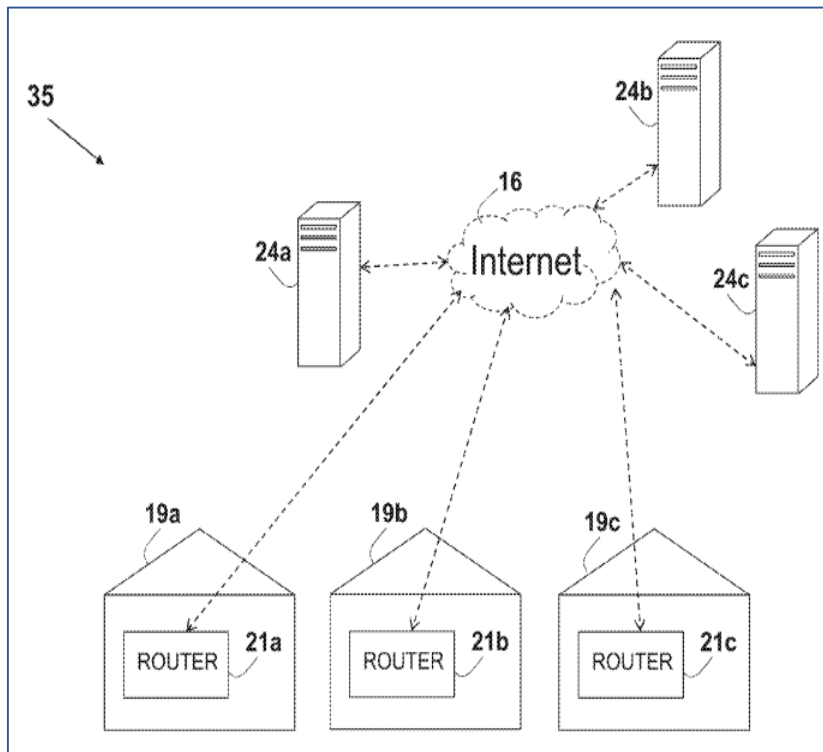 35
24b
16
24a
Internet
24c
19a
19b
19c
ROUTER
21a
ROUTER
21b
ROUTER
21c